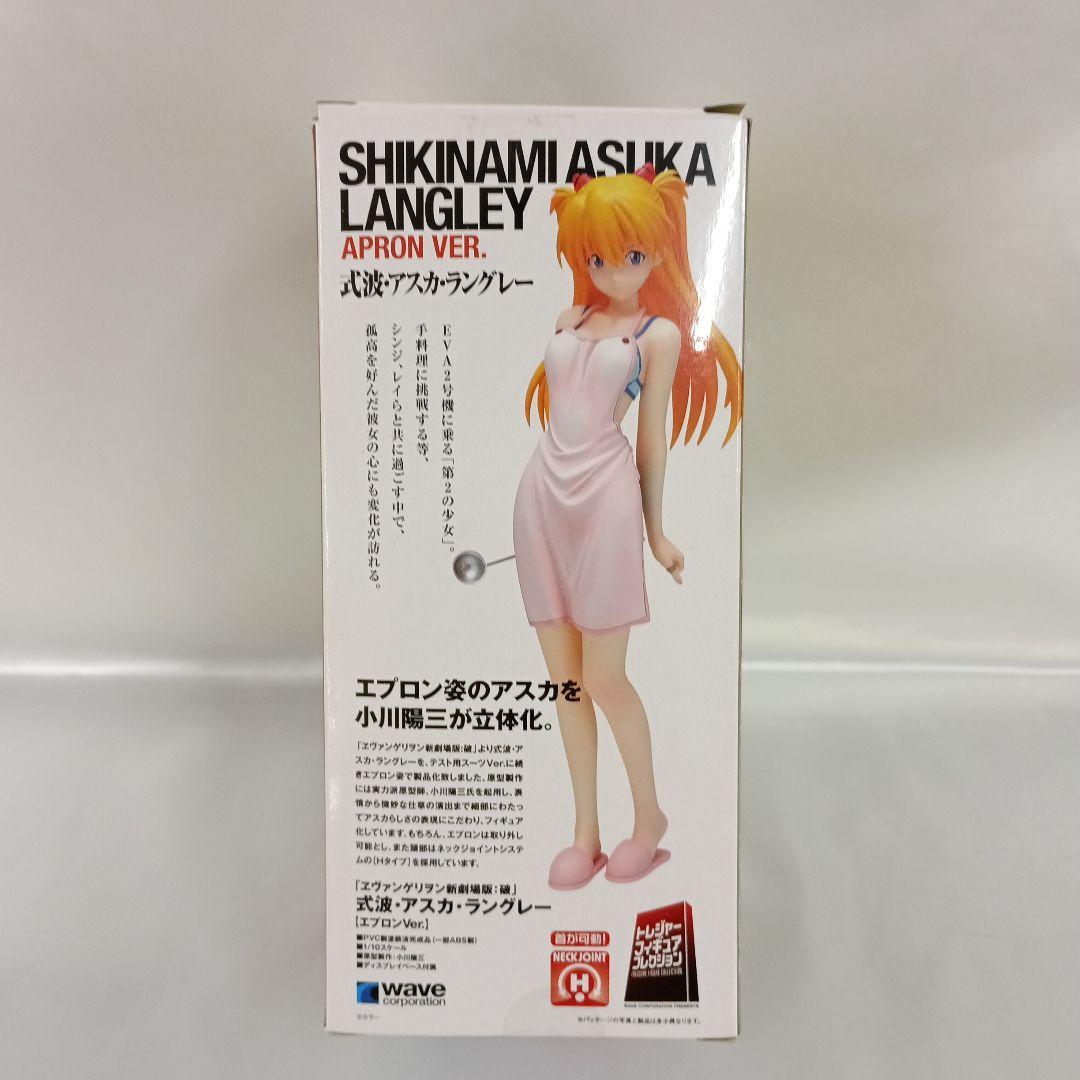 SHIKINAMI ASUKA
LANGLEY
APRON VER.
式波・アスカ・ラングレー
EVA2号機に乗る「第2の少女」。
手料理に挑戦する等、
シンジ、レイらと共に過ごす中で、
孤高を好んだ彼女の心にも変化が訪れる。
エプロン姿のアスカを
小川陽三が立体化。
「ヱヴァンゲリヲン新劇場版:破」より式波・ア
スカ・ラングレーを、テスト用スーツVer.に続
きエプロン姿で製品化致しました。原型製作
には実力派原型師、小川陽三氏を起用し、表
情から微妙な仕草の演出まで細部にわたっ
てアスカらしさの表現にこだわり、フィギュア
化しています。もちろん、エプロンは取り外し
可能とし、また頭部はネックジョイントシステ
ムの[Hタイプ]を採用しています。
「ヱヴァンゲリヲン新劇場版:破」
式波・アスカ・ラングレー
[エプロンVer.]
■PVC製塗装済完成品(一部ABS製)
■1/10スケール
■原型製作:小川陽三
■ディスプレイベース付属
wave
corporation
首が可動!
NECK JOINT
H
トレジャー
フィギュア
コレクション
TREASURE FIGURE COLLECTION
WAVE CORPORATION PRESENTS
※パッケージの写真と製品は多少異なります。